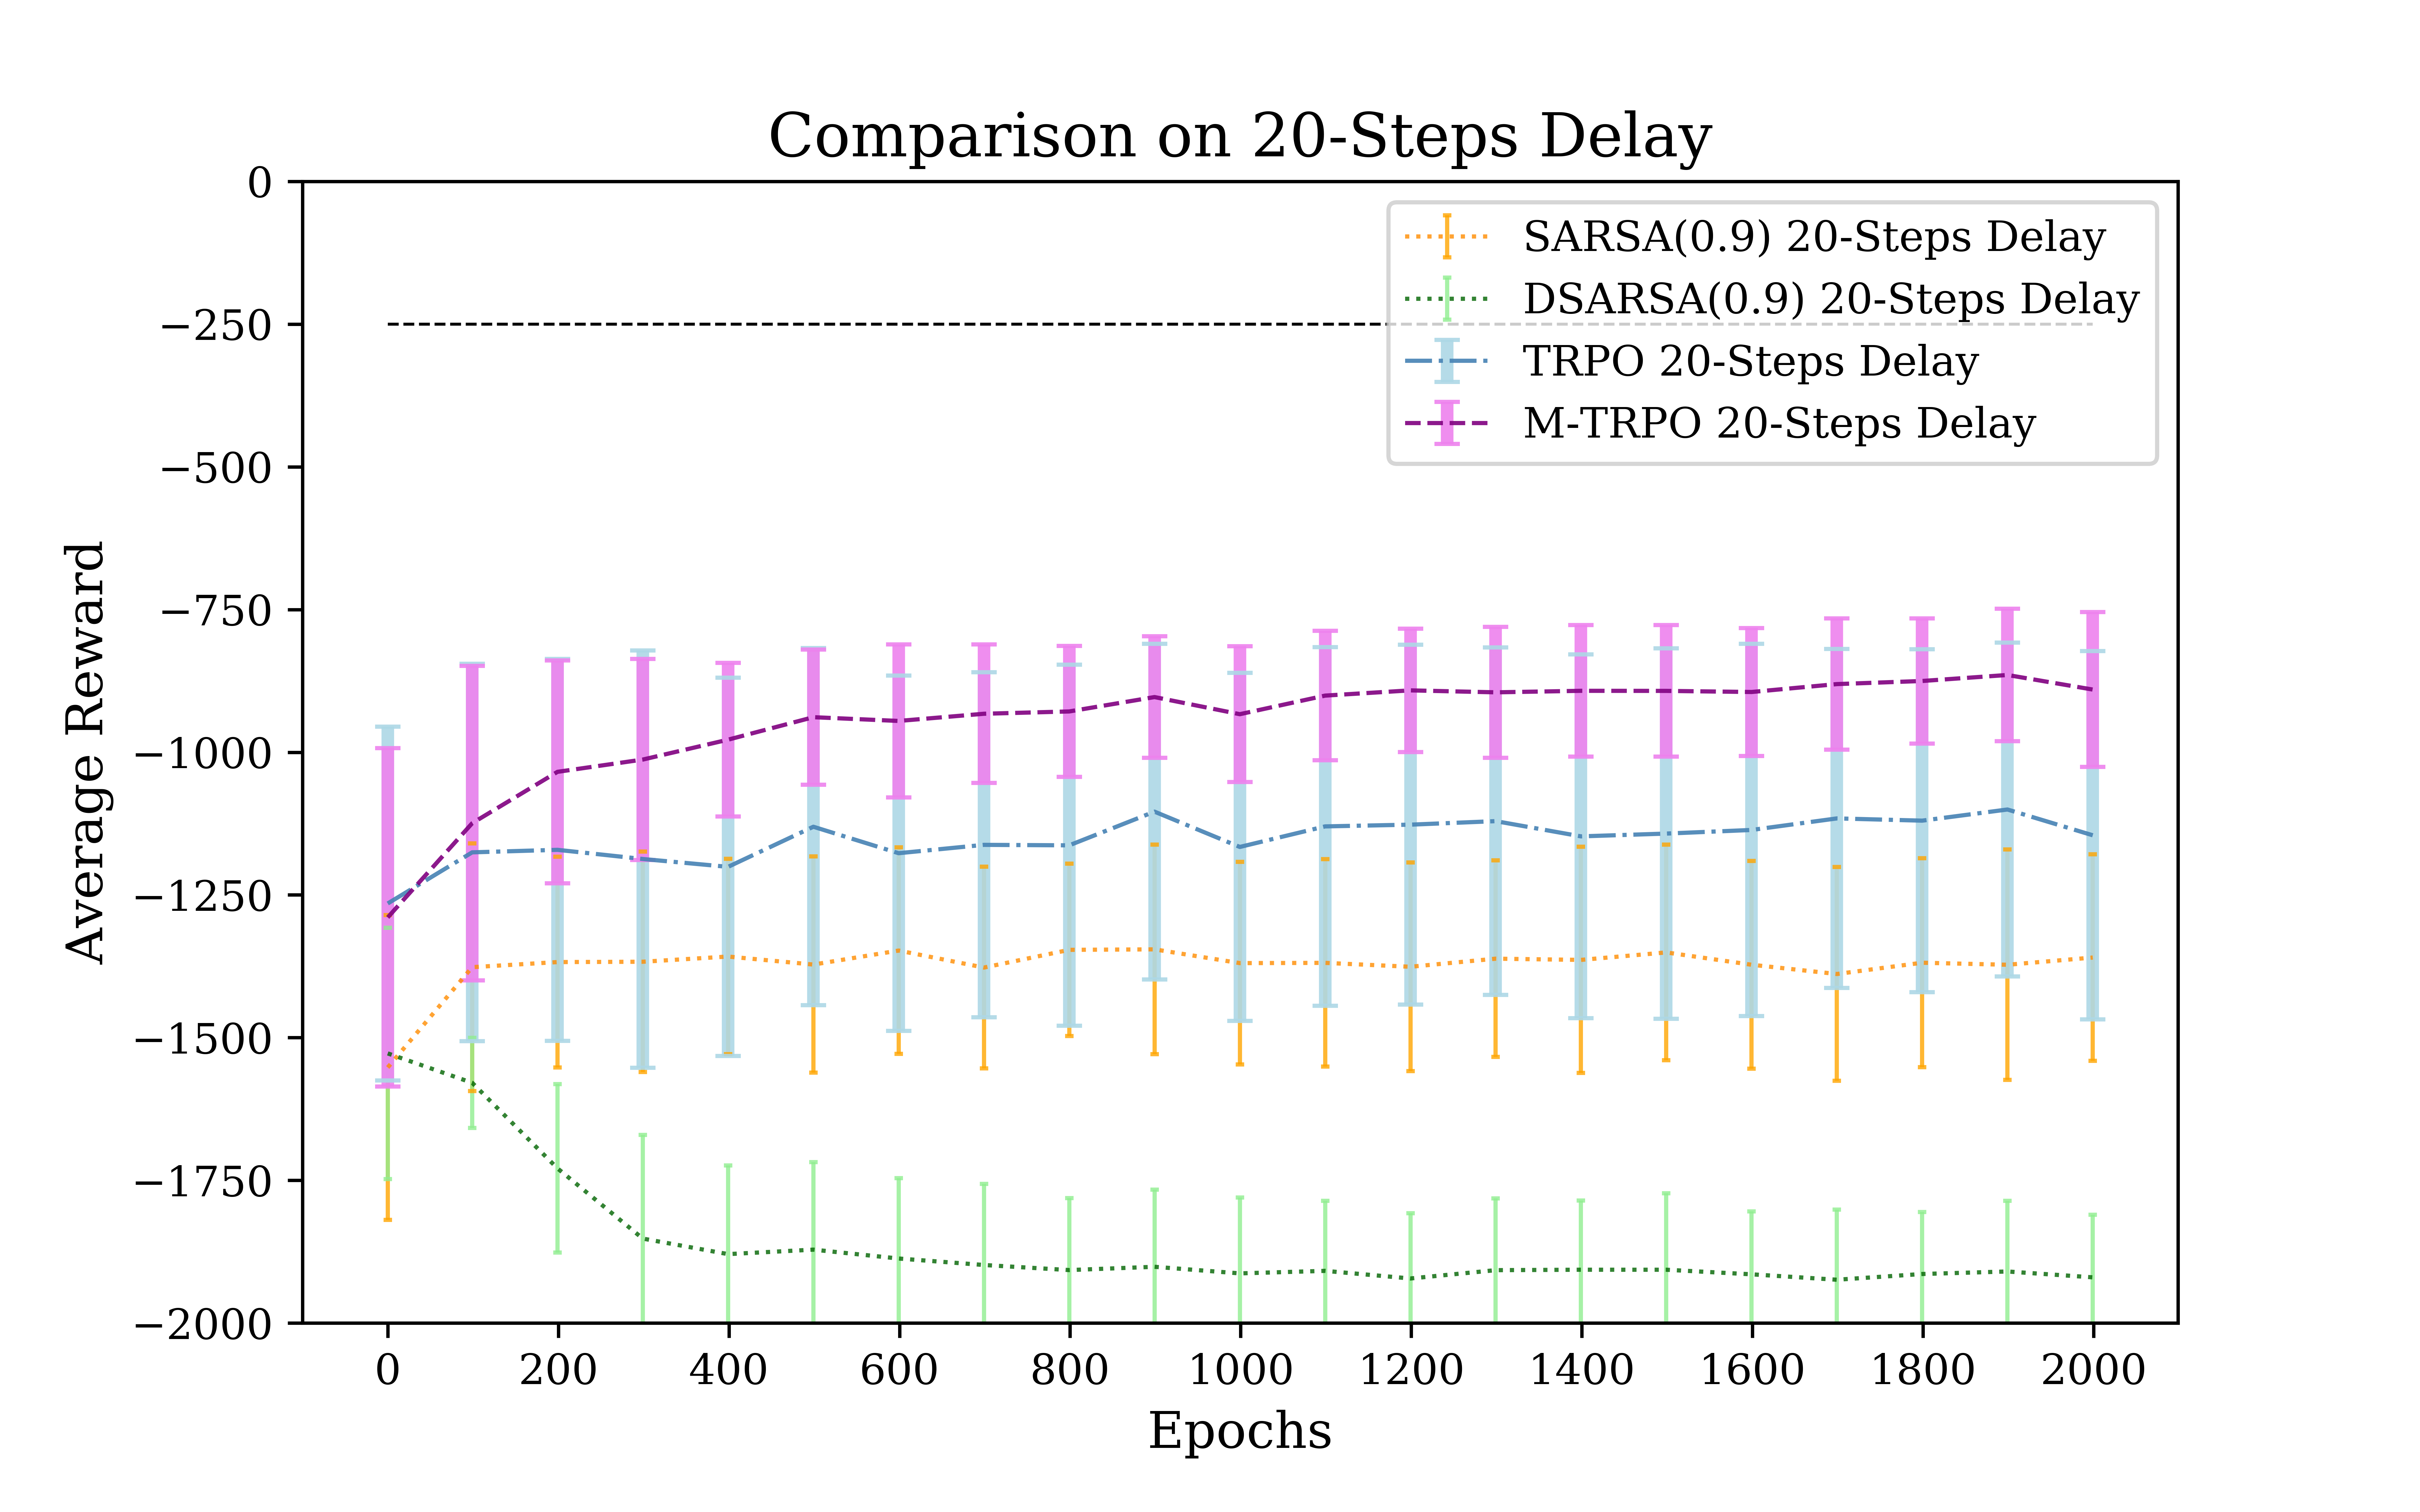 Comparison on 20-Steps Delay
0
−250
−500
−750
−1000
−1250
−1500
−1750
−2000
Average Reward
SARSA(0.9) 20-Steps Delay
DSARSA(0.9) 20-Steps Delay
TRPO 20-Steps Delay
M-TRPO 20-Steps Delay
0 200 400 600 800 1000 1200 1400 1600 1800 2000
Epochs